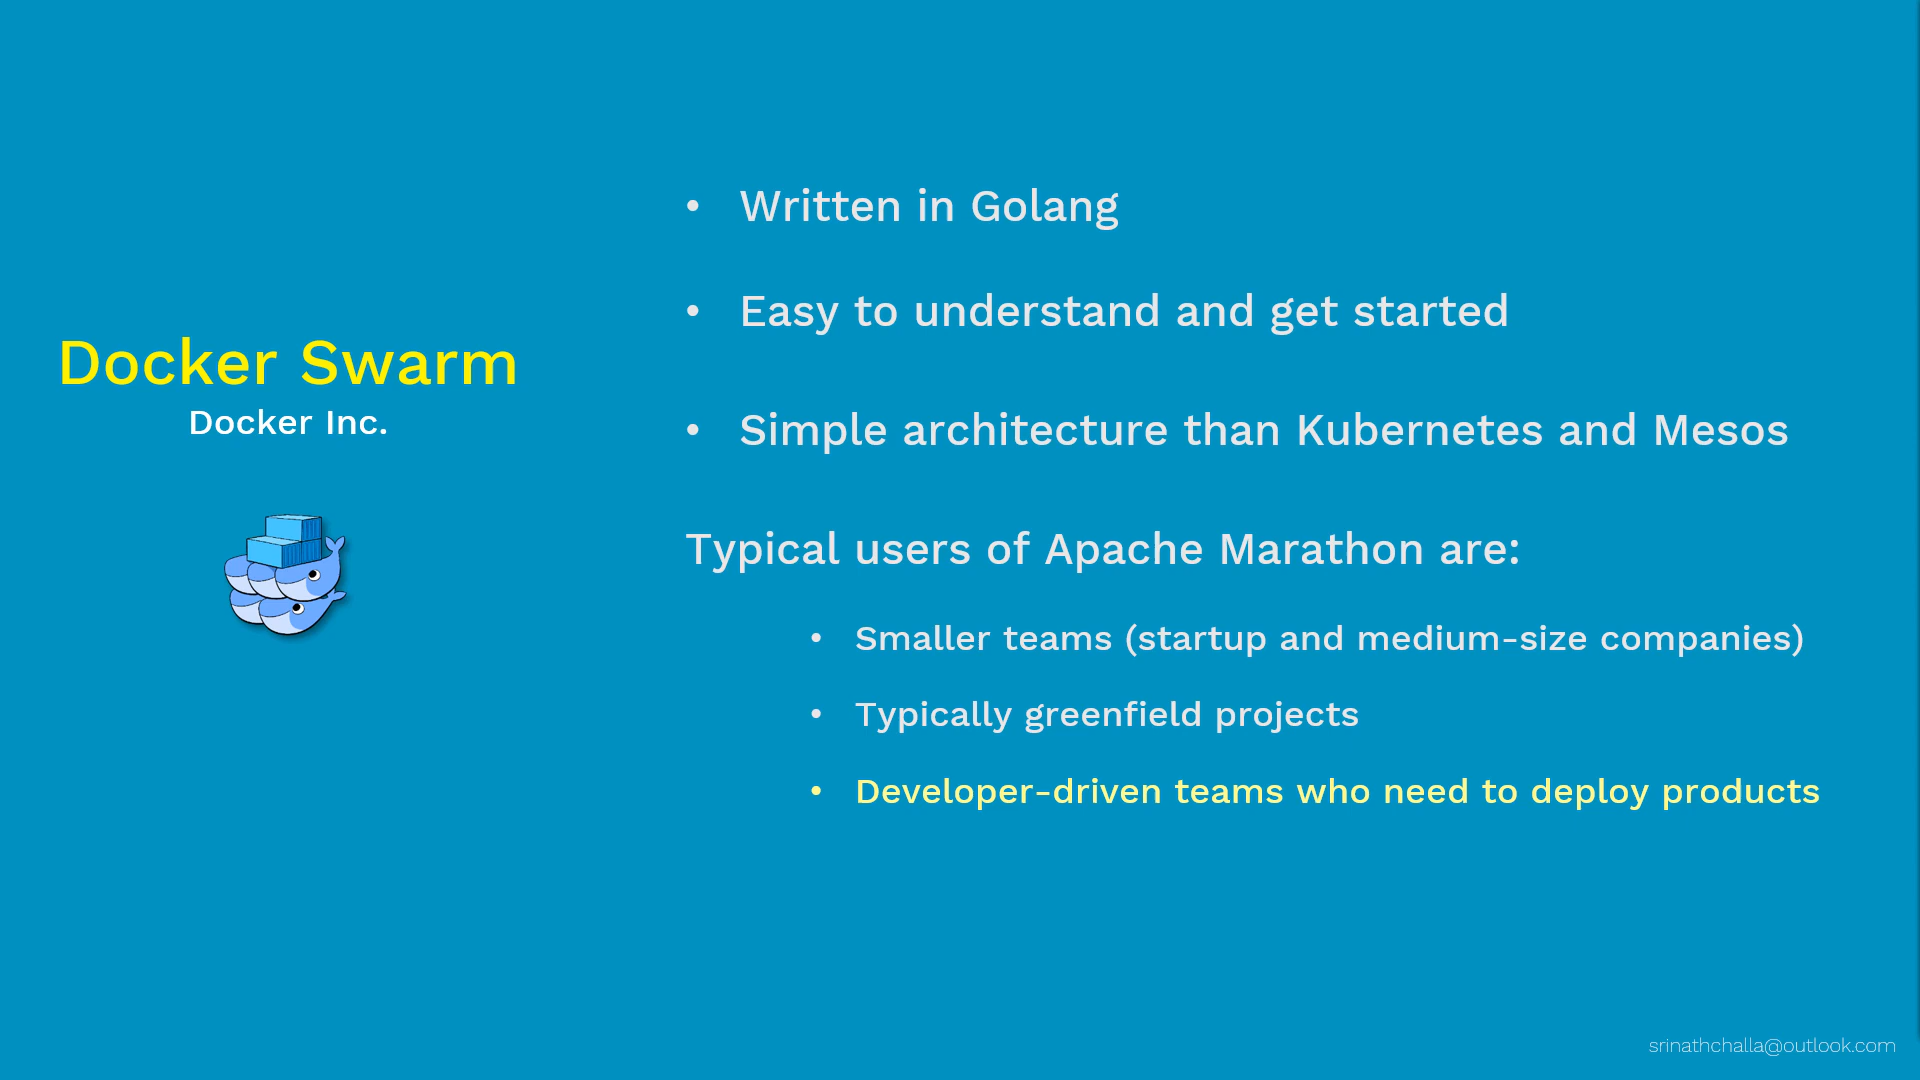 Docker Swarm
Docker Inc.
• Written in Golang
• Easy to understand and get started
• Simple architecture than Kubernetes and Mesos
Typical users of Apache Marathon are:
• Smaller teams (startup and medium-size companies)
• Typically greenfield projects
• Developer-driven teams who need to deploy products
srinathchalla@outlook.com